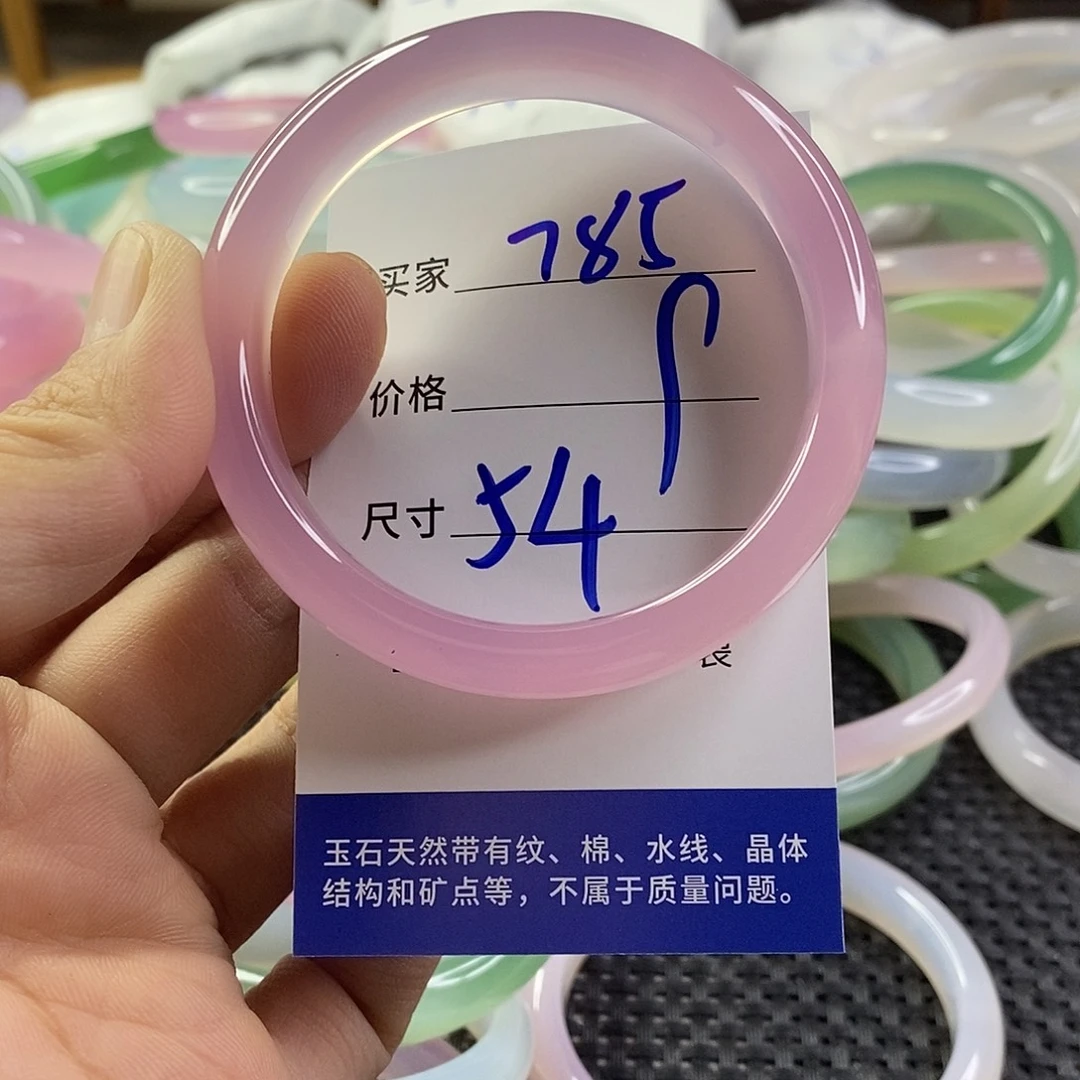 买家 785
价格
尺寸 54
玉石天然带有纹、棉、水线、晶体
结构和矿点等，不属于质量问题。